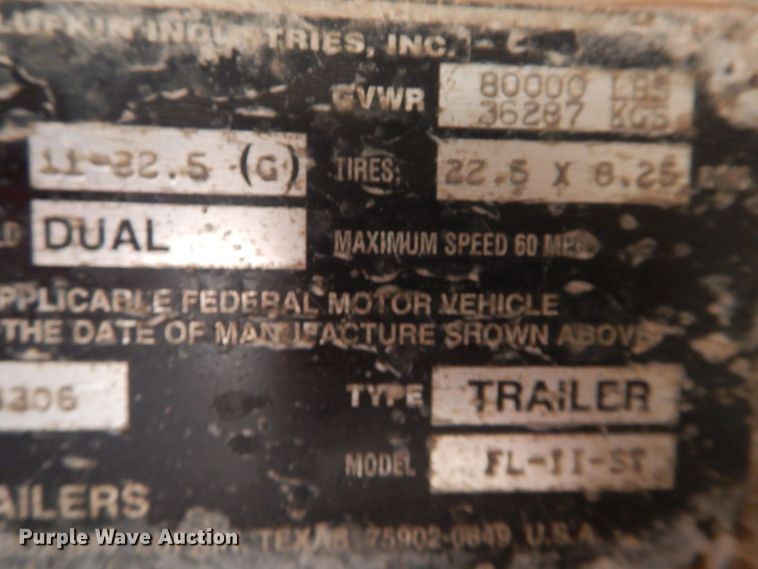 LUFKIN INDUSTRIES, INC.
GVWR 80000 LBS
36287 KGS
11-22.5 (G) TIRES; 22.5 X 8.25
DUAL MAXIMUM SPEED 60 MPH
APPLICABLE FEDERAL MOTOR VEHICLE
THE DATE OF MANUFACTURE SHOWN ABOVE
306 TYPE TRAILER
MODEL FL-II-ST
AILERS
TEXAS 75902-0849 U.S.A.
Purple Wave Auction